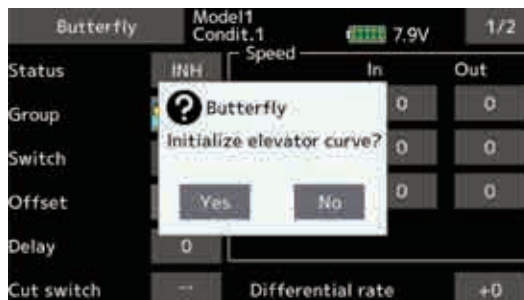 Butterfly Model1 Condit.1 7.9V 1/2
Speed
Status INH In Out
Group 0 0
Switch 0 0
Offset 0 0
Delay 0
Cut switch -- Differential rate +0
Butterfly
Initialize elevator curve?
Yes No